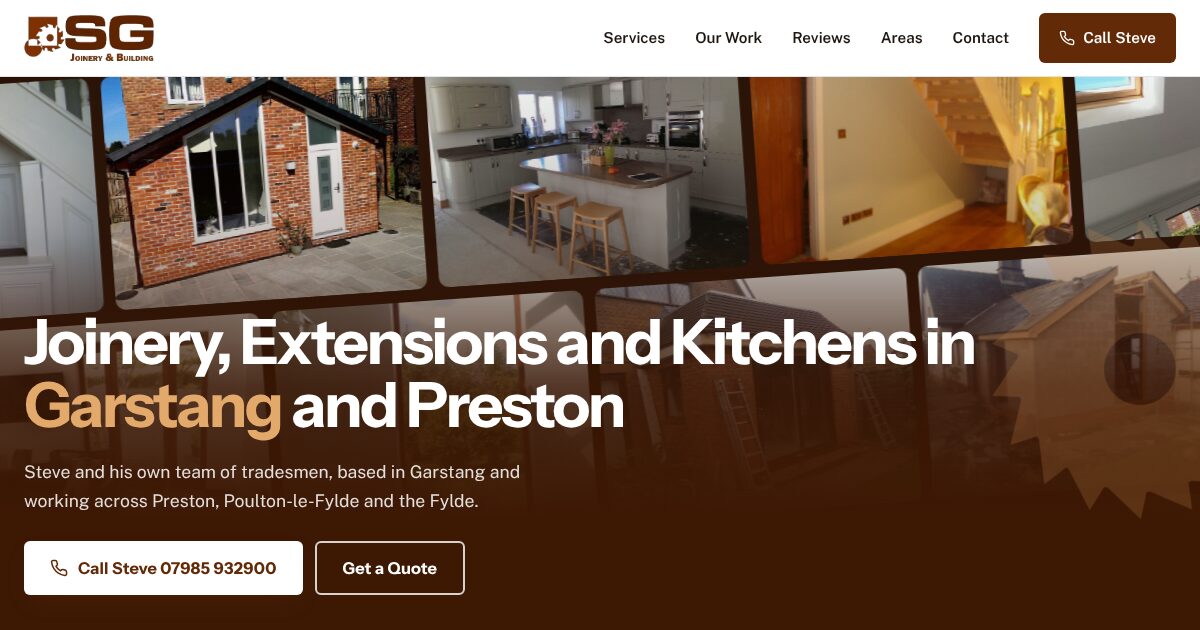 SG
Joinery & Building
Services
Our Work
Reviews
Areas
Contact
Call Steve
Joinery, Extensions and Kitchens in
Garstang and Preston
Steve and his own team of tradesmen, based in Garstang and
working across Preston, Poulton-le-Fylde and the Fylde.
Call Steve 07985 932900
Get a Quote